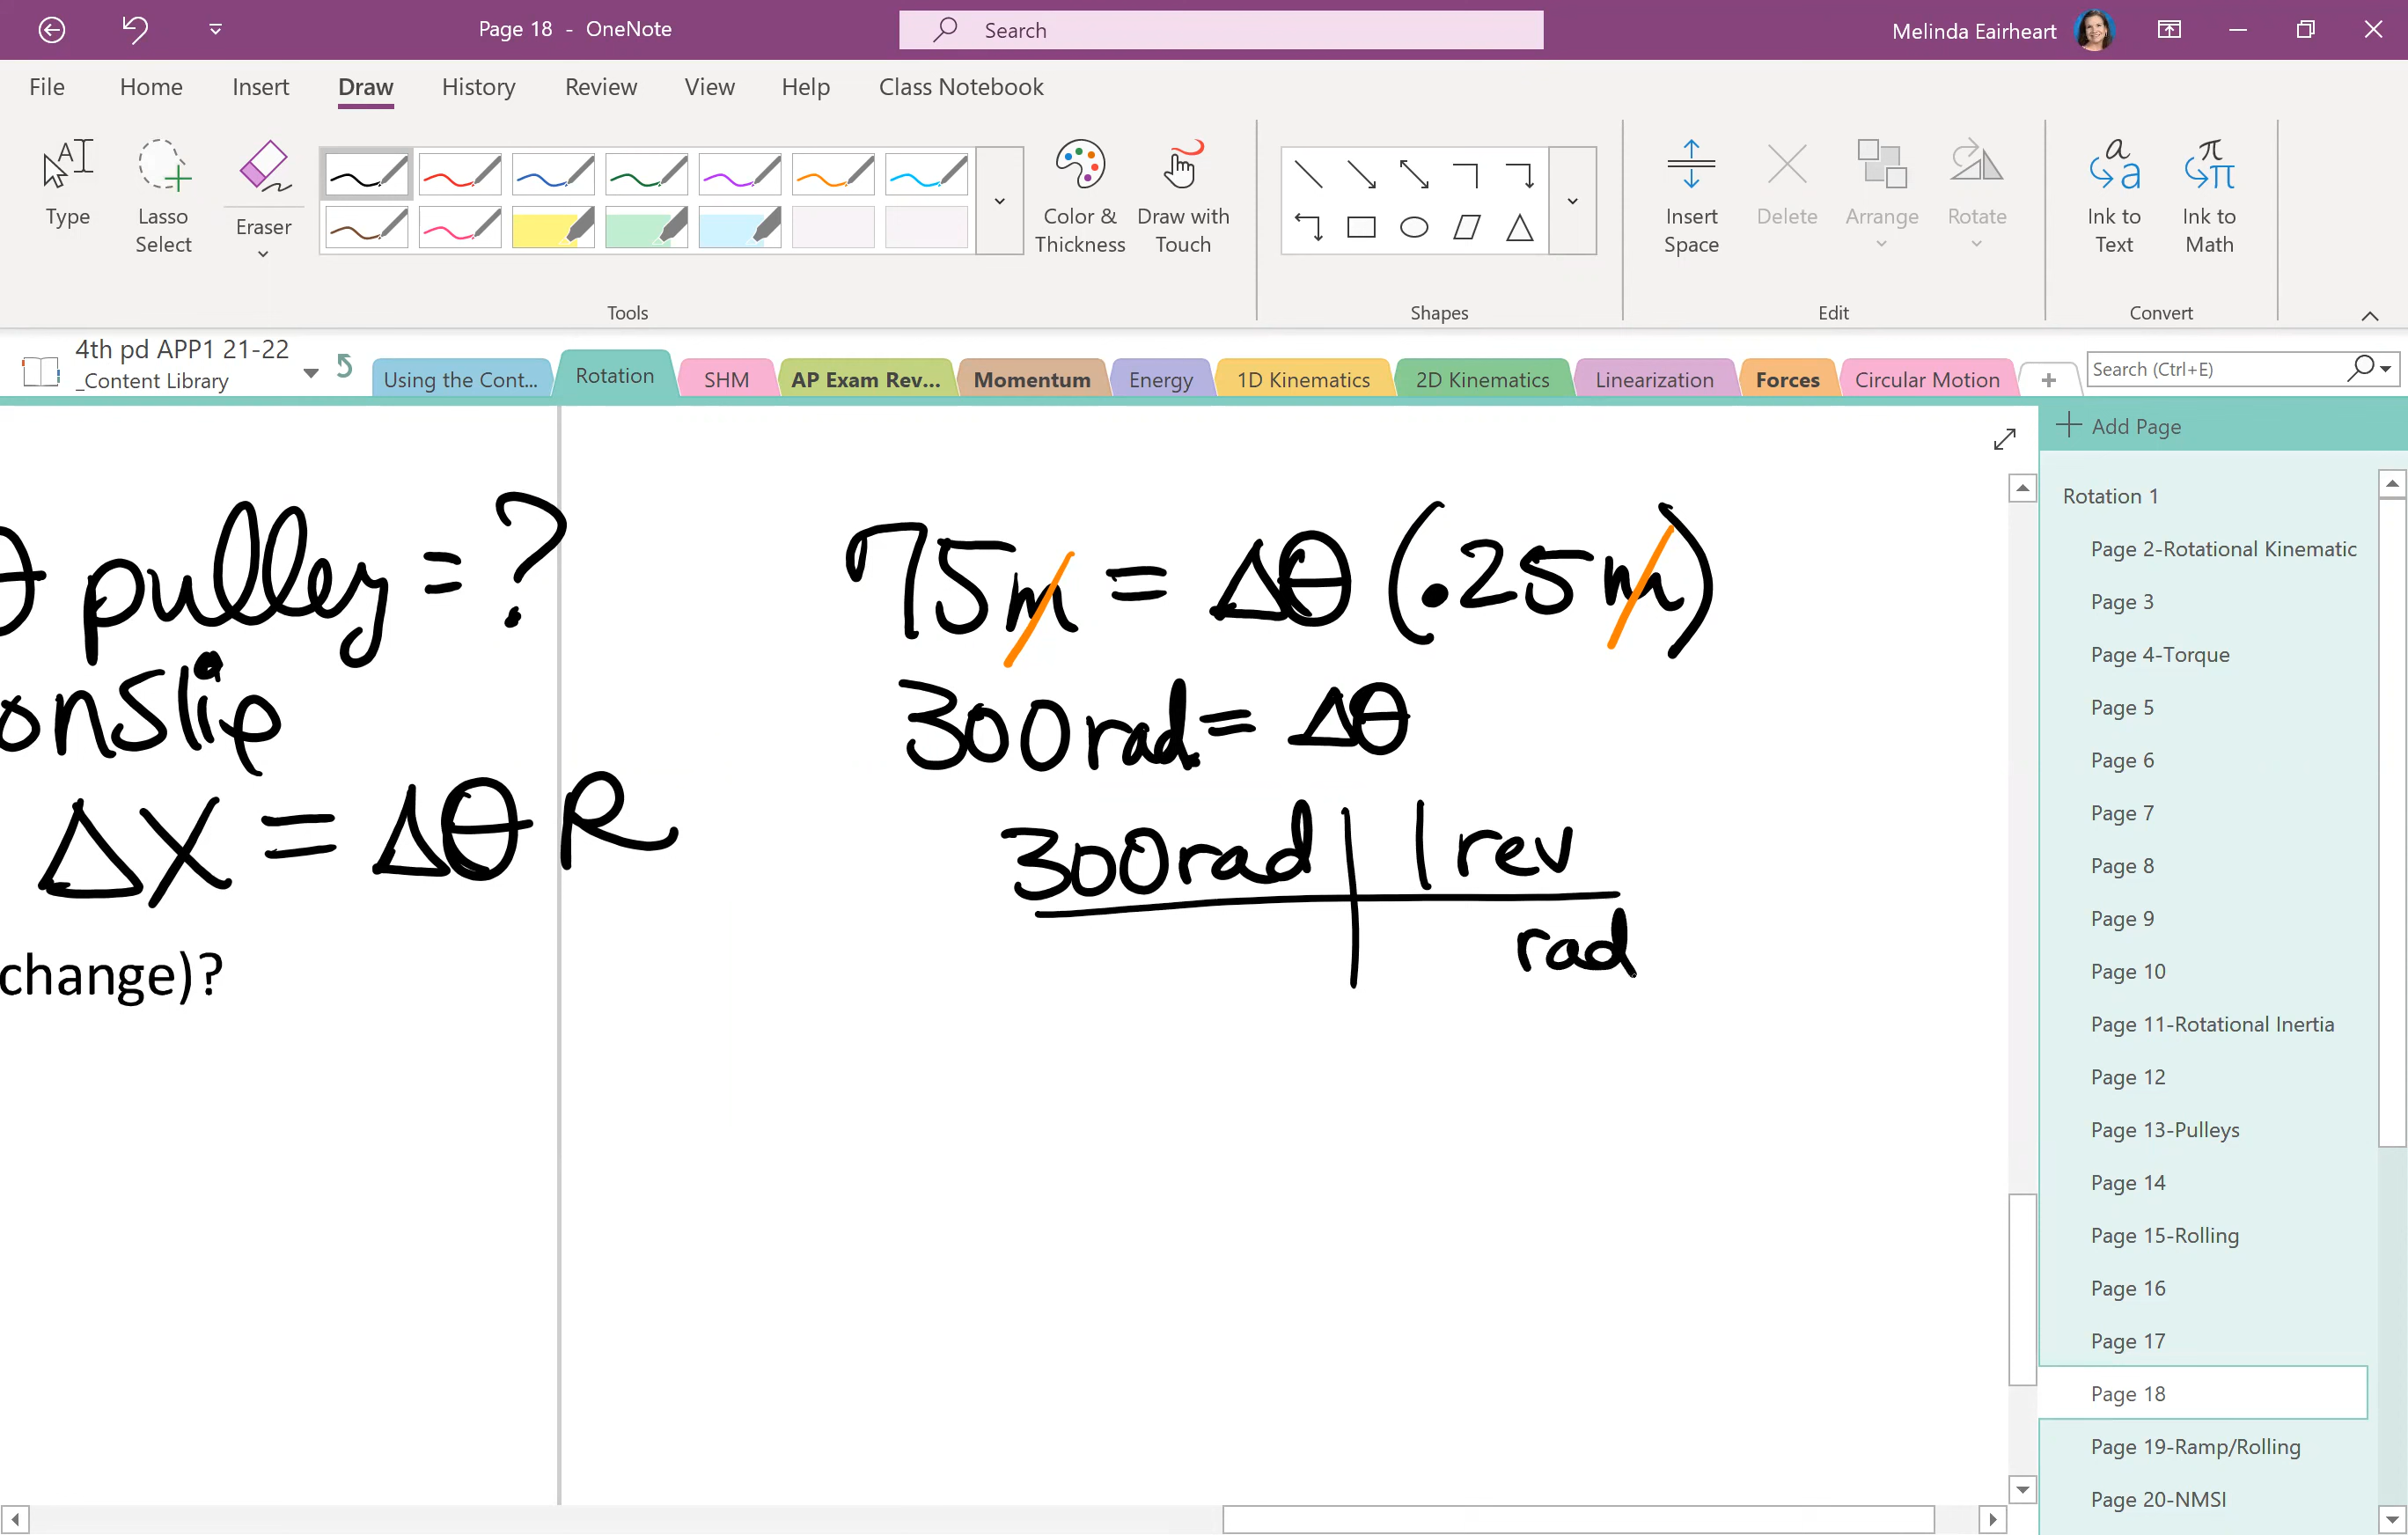 Page 18 - OneNote
Search
Melinda Eairheart
File Home Insert Draw History Review View Help Class Notebook
Type
Lasso Select
Eraser
Color & Thickness
Draw with Touch
Insert Space
Delete
Arrange
Rotate
Ink to Text
Ink to Math
Tools
Shapes
Edit
Convert
4th pd APP1 21-22
_Content Library
Using the Cont... Rotation SHM AP Exam Rev... Momentum Energy 1D Kinematics 2D Kinematics Linearization Forces Circular Motion
Search (Ctrl+E)
pulley = ?
onslip
Δx = ΔθR
change)?
75m = Δθ (.25m)
300 rad = Δθ
300 rad | 1 rev
rad
Add Page
Rotation 1
Page 2-Rotational Kinematic
Page 3
Page 4-Torque
Page 5
Page 6
Page 7
Page 8
Page 9
Page 10
Page 11-Rotational Inertia
Page 12
Page 13-Pulleys
Page 14
Page 15-Rolling
Page 16
Page 17
Page 18
Page 19-Ramp/Rolling
Page 20-NMSI